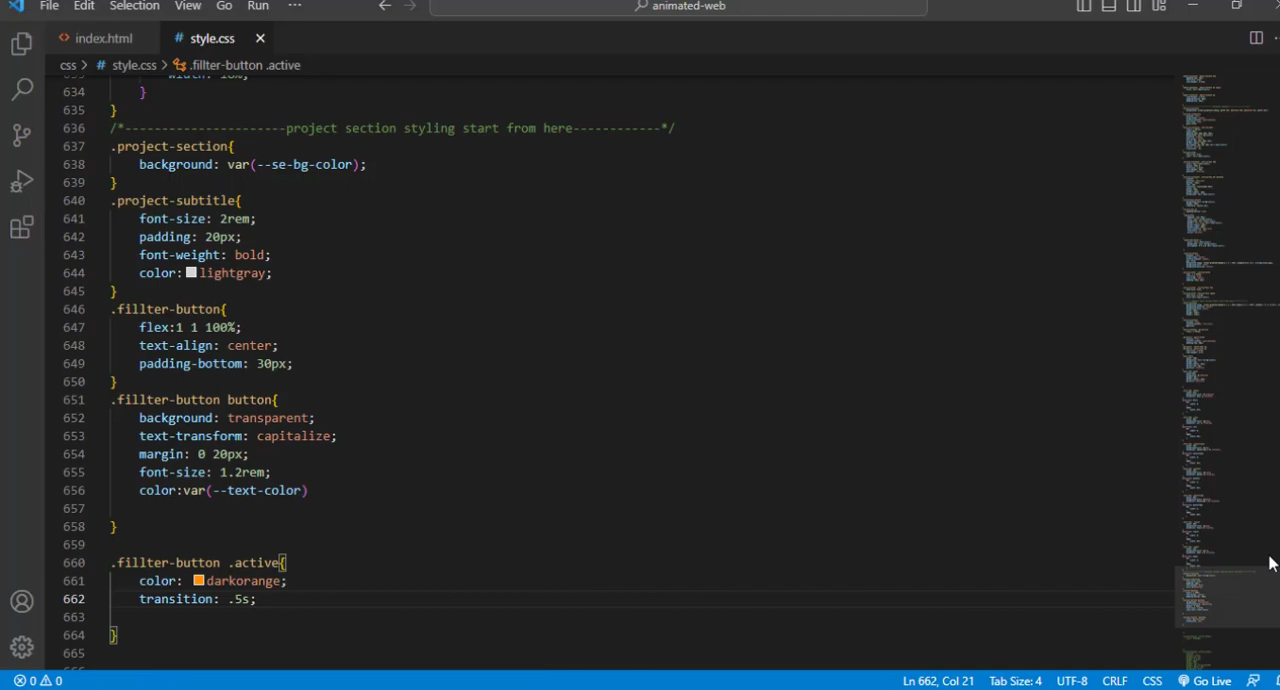 File Edit Selection View Go Run ··· animated-web
index.html # style.css
css > # style.css > .fillter-button .active
634 }
635 }
636 /*----------------------project section styling start from here------------*/
637 .project-section{
638 background: var(--se-bg-color);
639 }
640 .project-subtitle{
641 font-size: 2rem;
642 padding: 20px;
643 font-weight: bold;
644 color: lightgray;
645 }
646 .fillter-button{
647 flex:1 1 100%;
648 text-align: center;
649 padding-bottom: 30px;
650 }
651 .fillter-button button{
652 background: transparent;
653 text-transform: capitalize;
654 margin: 0 20px;
655 font-size: 1.2rem;
656 color:var(--text-color)
657
658 }
659
660 .fillter-button .active{
661 color: darkorange;
662 transition: .5s;
663
664 }
665
0 0 Ln 662, Col 21 Tab Size: 4 UTF-8 CRLF CSS Go Live